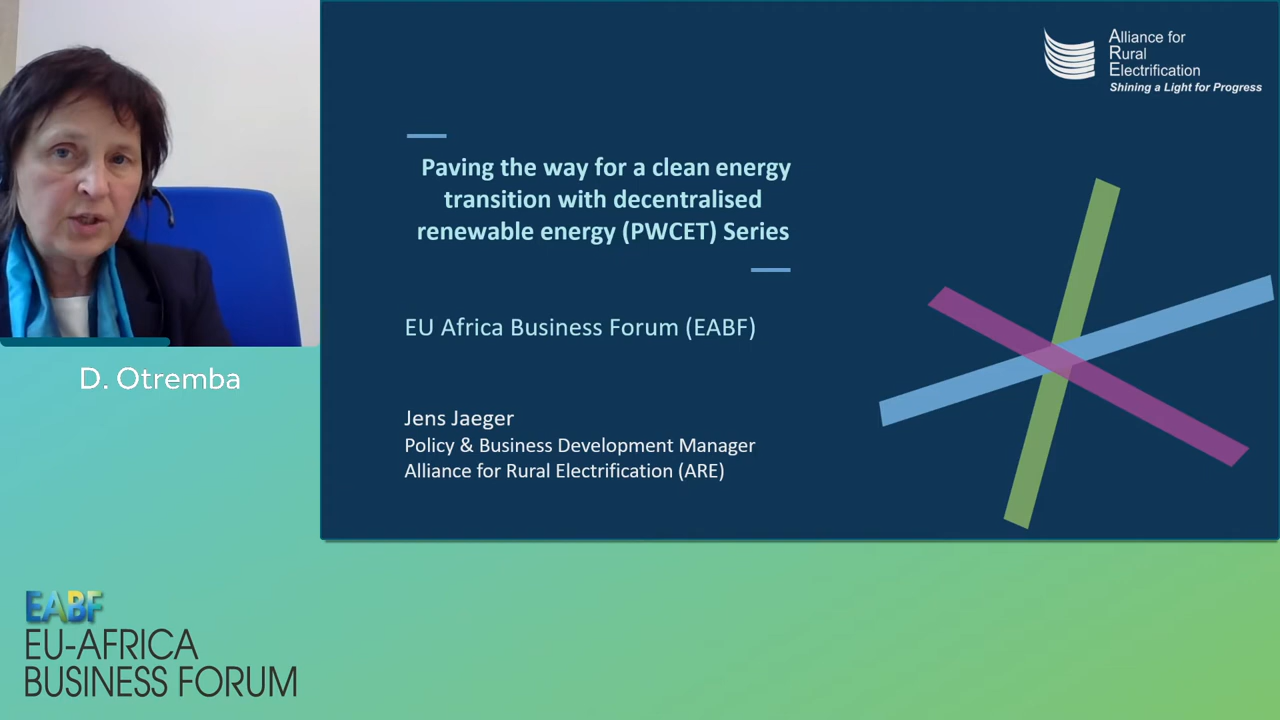 Alliance for
Rural
Electrification
Shining a Light for Progress
Paving the way for a clean energy
transition with decentralised
renewable energy (PWCET) Series
EU Africa Business Forum (EABF)
Jens Jaeger
Policy & Business Development Manager
Alliance for Rural Electrification (ARE)
D. Otremba
EABF
EU-AFRICA
BUSINESS FORUM